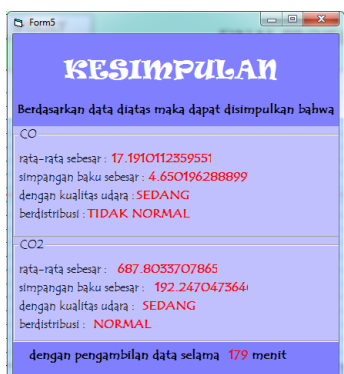 Form5
KESIMPULAN
Berdasarkan data diatas maka dapat disimpulkan bahwa
CO
rata-rata sebesar : 17.1910112359551
simpangan baku sebesar : 4.650196288899
dengan kualitas udara : SEDANG
berdistribusi : TIDAK NORMAL
CO2
rata-rata sebesar : 687.8033707865
simpangan baku sebesar : 192.2470473646
dengan kualitas udara : SEDANG
berdistribusi : NORMAL
dengan pengambilan data selama 179 menit